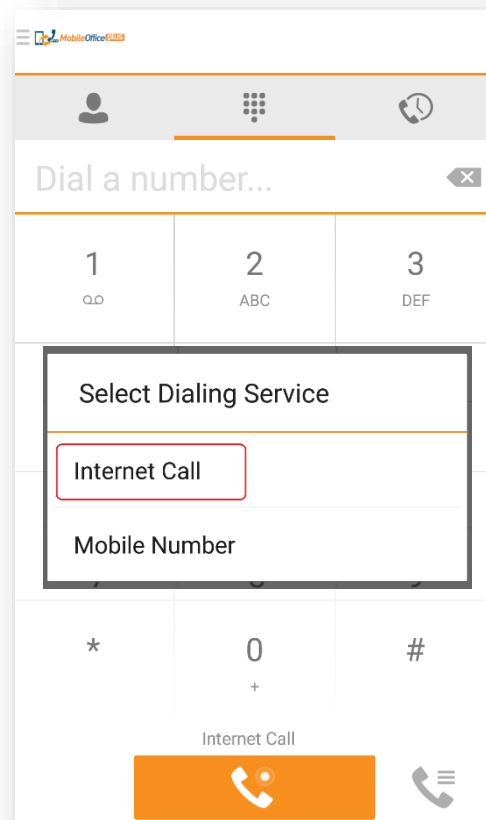 MobileOffice PLUS
Dial a number...
1
2
3
ABC
DEF
Select Dialing Service
Internet Call
Mobile Number
*
0
#
+
Internet Call